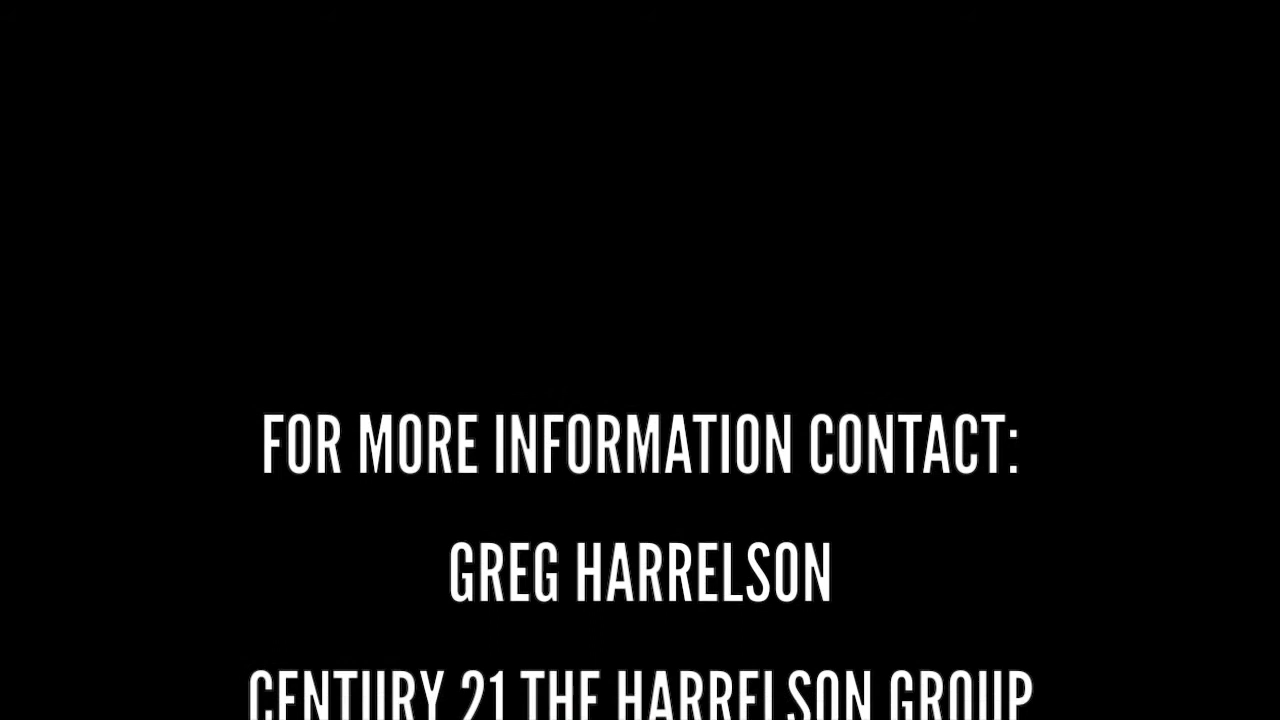 FOR MORE INFORMATION CONTACT:
GREG HARRELSON
CENTURY 21 THE HARRELSON GROUP